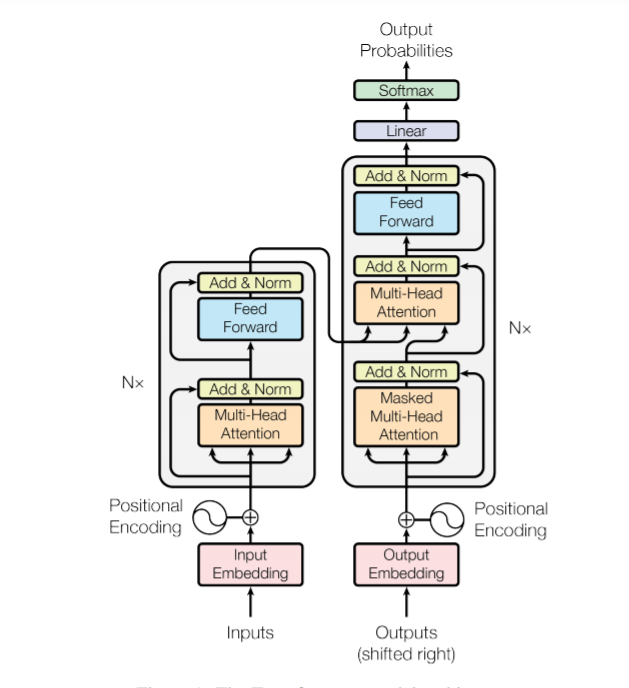 Output
Probabilities
Softmax
Linear
Add & Norm
Feed
Forward
Add & Norm
Multi-Head
Attention
Add & Norm
Masked
Multi-Head
Attention
Nx
Add & Norm
Feed
Forward
Add & Norm
Multi-Head
Attention
Nx
Positional
Encoding
Positional
Encoding
Input
Embedding
Output
Embedding
Inputs
Outputs
(shifted right)